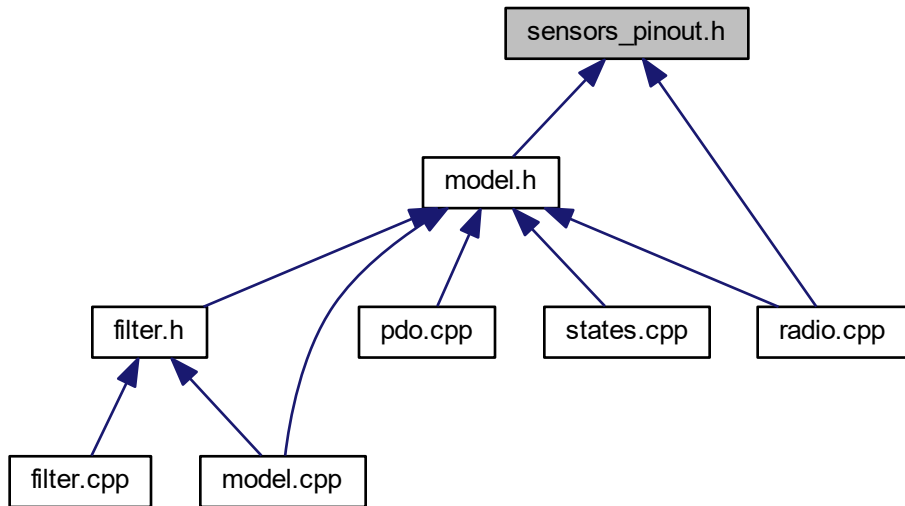 sensors_pinout.h
model.h
filter.h
pdo.cpp
states.cpp
radio.cpp
filter.cpp
model.cpp